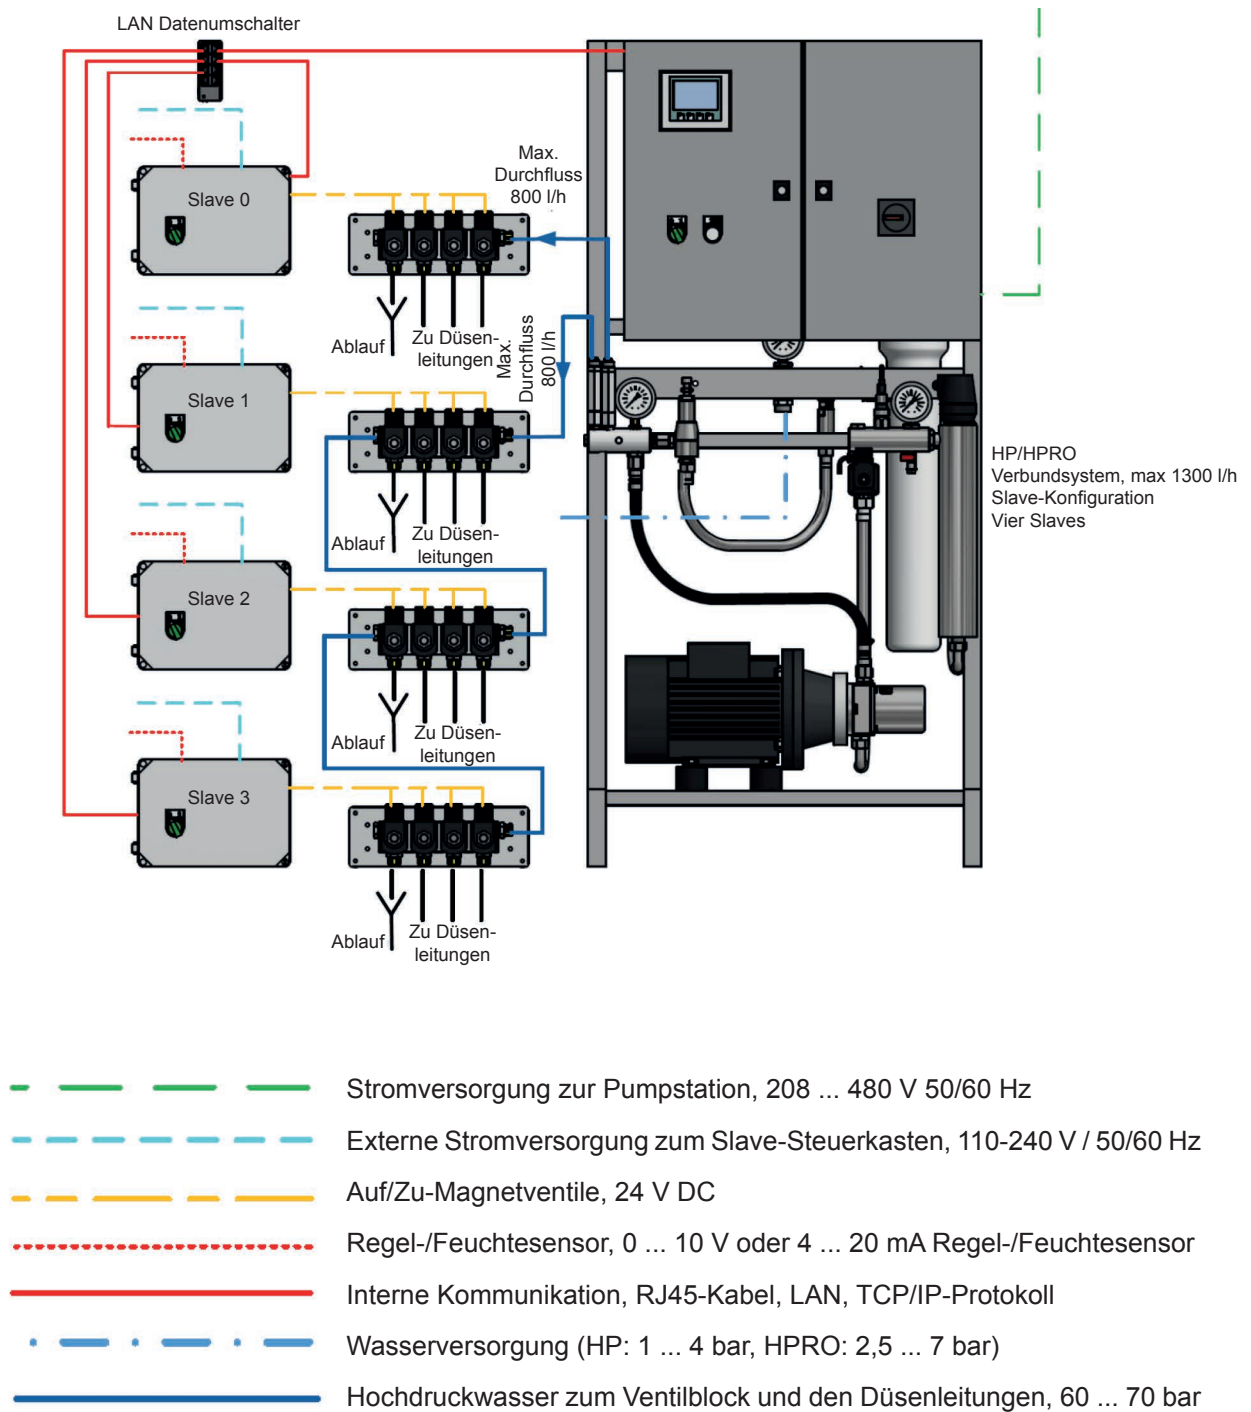 LAN Datenumschalter
Slave 0
Max.
Durchfluss
800 l/h
Ablauf
Zu Düsen-
leitungen
Max.
Durchfluss
800 l/h
Slave 1
Ablauf
Zu Düsen-
leitungen
HP/HPRO
Verbundsystem, max 1300 l/h
Slave-Konfiguration
Vier Slaves
Slave 2
Ablauf
Zu Düsen-
leitungen
Slave 3
Ablauf
Zu Düsen-
leitungen
Stromversorgung zur Pumpstation, 208 ... 480 V 50/60 Hz
Externe Stromversorgung zum Slave-Steuerkasten, 110-240 V / 50/60 Hz
Auf/Zu-Magnetventile, 24 V DC
Regel-/Feuchtesensor, 0 ... 10 V oder 4 ... 20 mA Regel-/Feuchtesensor
Interne Kommunikation, RJ45-Kabel, LAN, TCP/IP-Protokoll
Wasserversorgung (HP: 1 ... 4 bar, HPRO: 2,5 ... 7 bar)
Hochdruckwasser zum Ventilblock und den Düsenleitungen, 60 ... 70 bar